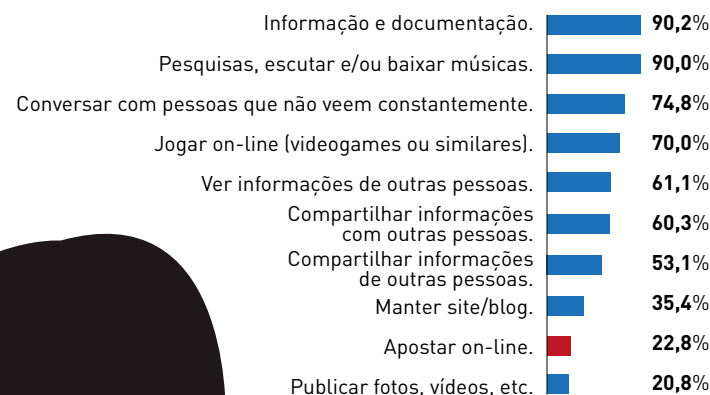 Informação e documentação. 90,2%
Pesquisas, escutar e/ou baixar músicas. 90,0%
Conversar com pessoas que não veem constantemente. 74,8%
Jogar on-line (videogames ou similares). 70,0%
Ver informações de outras pessoas. 61,1%
Compartilhar informações
com outras pessoas. 60,3%
Compartilhar informações
de outras pessoas. 53,1%
Manter site/blog. 35,4%
Apostar on-line. 22,8%
Publicar fotos, vídeos, etc. 20,8%